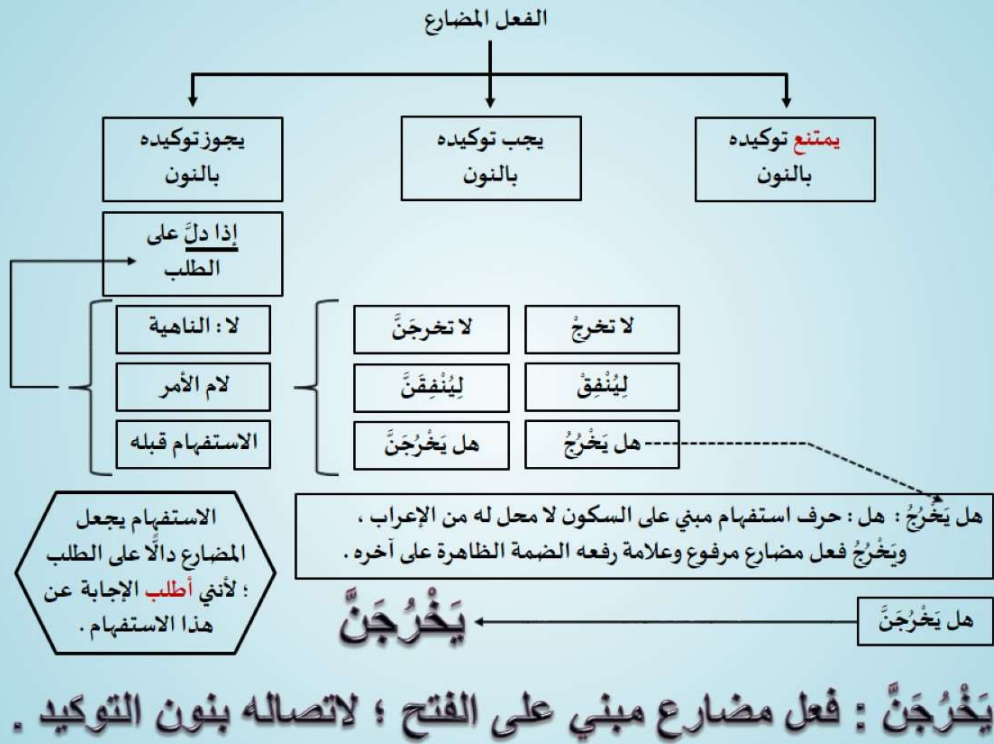 الفعل المضارع
يمتنع توكيده
بالنون
يجب توكيده
بالنون
يجوز توكيده
بالنون
إذا دلَّ على
الطلب
لا : الناهية
لام الأمر
الاستفهام قبله
لا تخرجْ
لا تخرجَنَّ
لِيُنْفِقْ
لِيُنْفِقَنَّ
هل يَخْرُجُ
هل يَخْرُجَنَّ
هل يَخْرُجُ : هل : حرف استفهام مبني على السكون لا محل له من الإعراب ،
ويَخْرُجُ فعل مضارع مرفوع وعلامة رفعه الضمة الظاهرة على آخره .
الاستفهام يجعل
المضارع دالًّا على الطلب
؛ لأنني أطلب الإجابة عن
هذا الاستفهام .
هل يَخْرُجَنَّ
يَخْرُجَنَّ
يَخْرُجَنَّ : فعل مضارع مبني على الفتح ؛ لاتصاله بنون التوكيد .